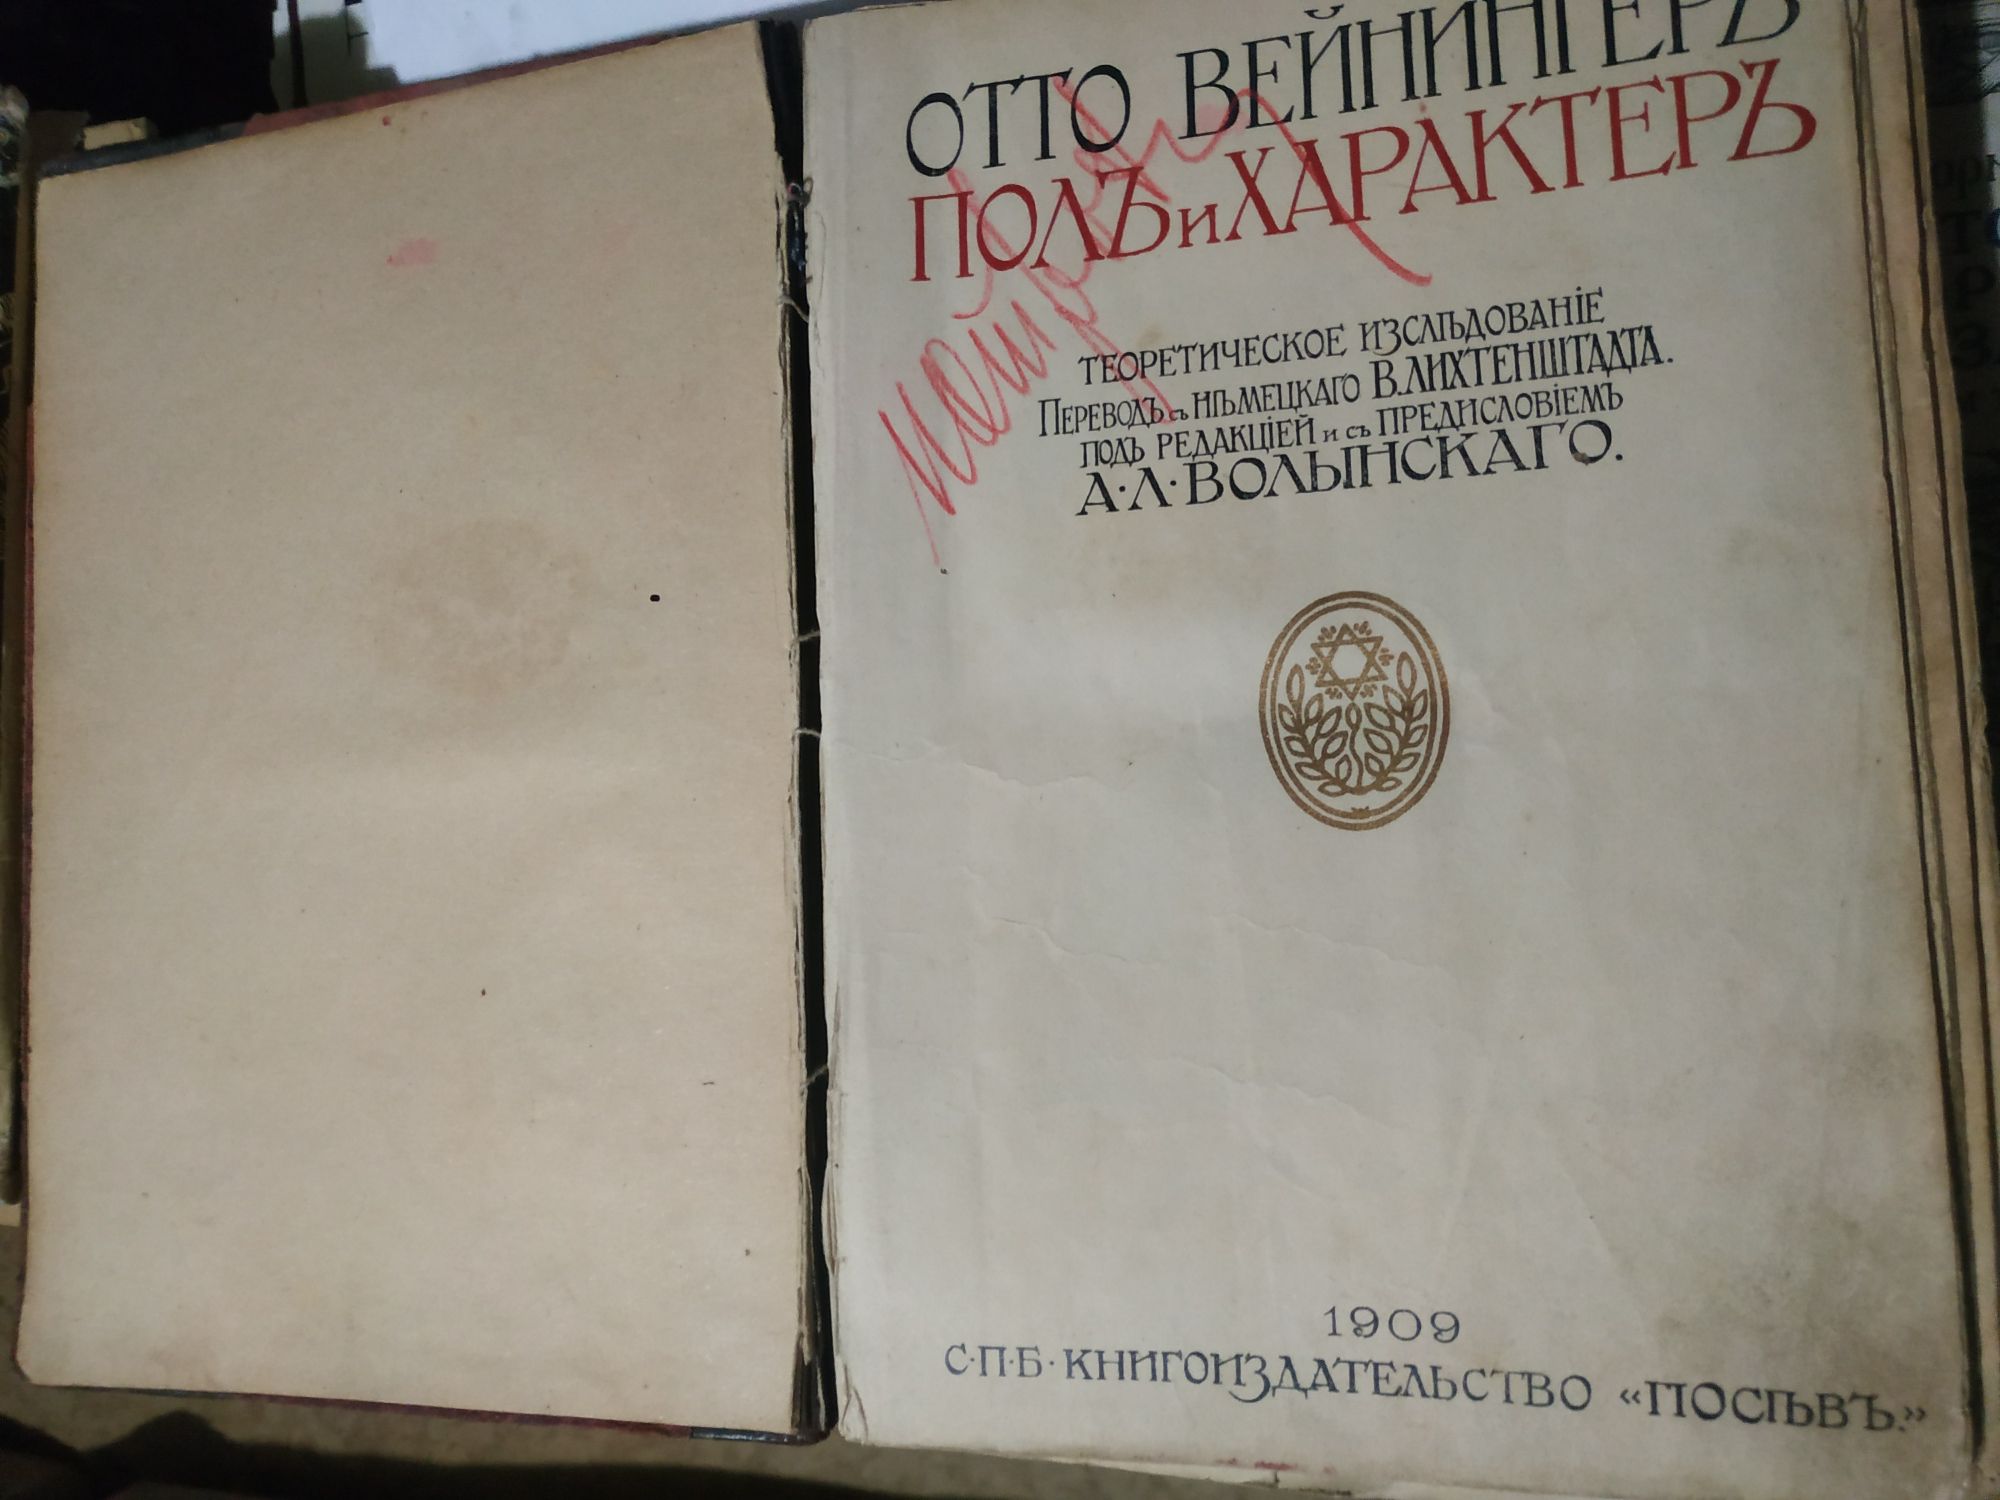 ОТТО ВЕЙНИНГЕРЪ
ПОЛЪ и ХАРАКТЕРЪ
ТЕОРЕТИЧЕСКОЕ ИЗСЛѢДОВАНІЕ
ПЕРЕВОДЪ съ НѢМЕЦКАГО В.ЛИХТЕНШТАДТА.
ПОДЪ РЕДАКЦІЕЙ и съ ПРЕДИСЛОВІЕМЪ
А·Л·ВОЛЫНСКАГО.
1909
С·П·Б·КНИГОИЗДАТЕЛЬСТВО «ПОСѢВЪ.»